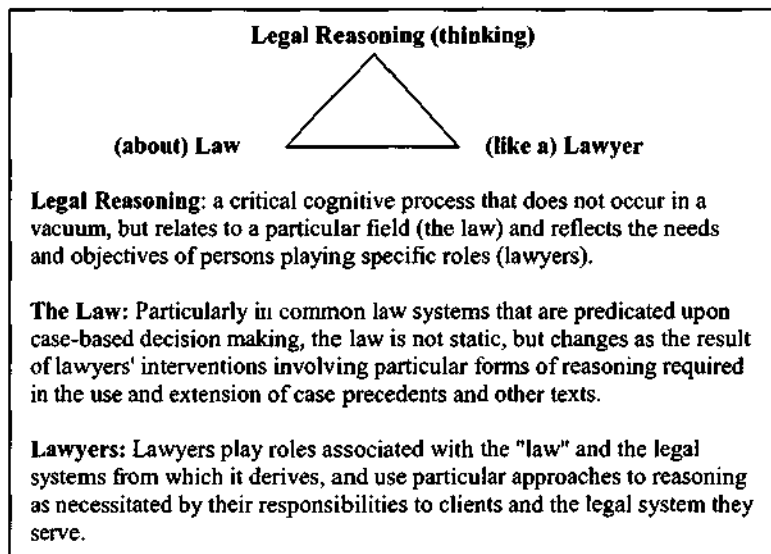 Legal Reasoning (thinking)
(about) Law
(like a) Lawyer
Legal Reasoning: a critical cognitive process that does not occur in a
vacuum, but relates to a particular field (the law) and reflects the needs
and objectives of persons playing specific roles (lawyers).
The Law: Particularly in common law systems that are predicated upon
case-based decision making, the law is not static, but changes as the result
of lawyers' interventions involving particular forms of reasoning required
in the use and extension of case precedents and other texts.
Lawyers: Lawyers play roles associated with the "law" and the legal
systems from which it derives, and use particular approaches to reasoning
as necessitated by their responsibilities to clients and the legal system they
serve.